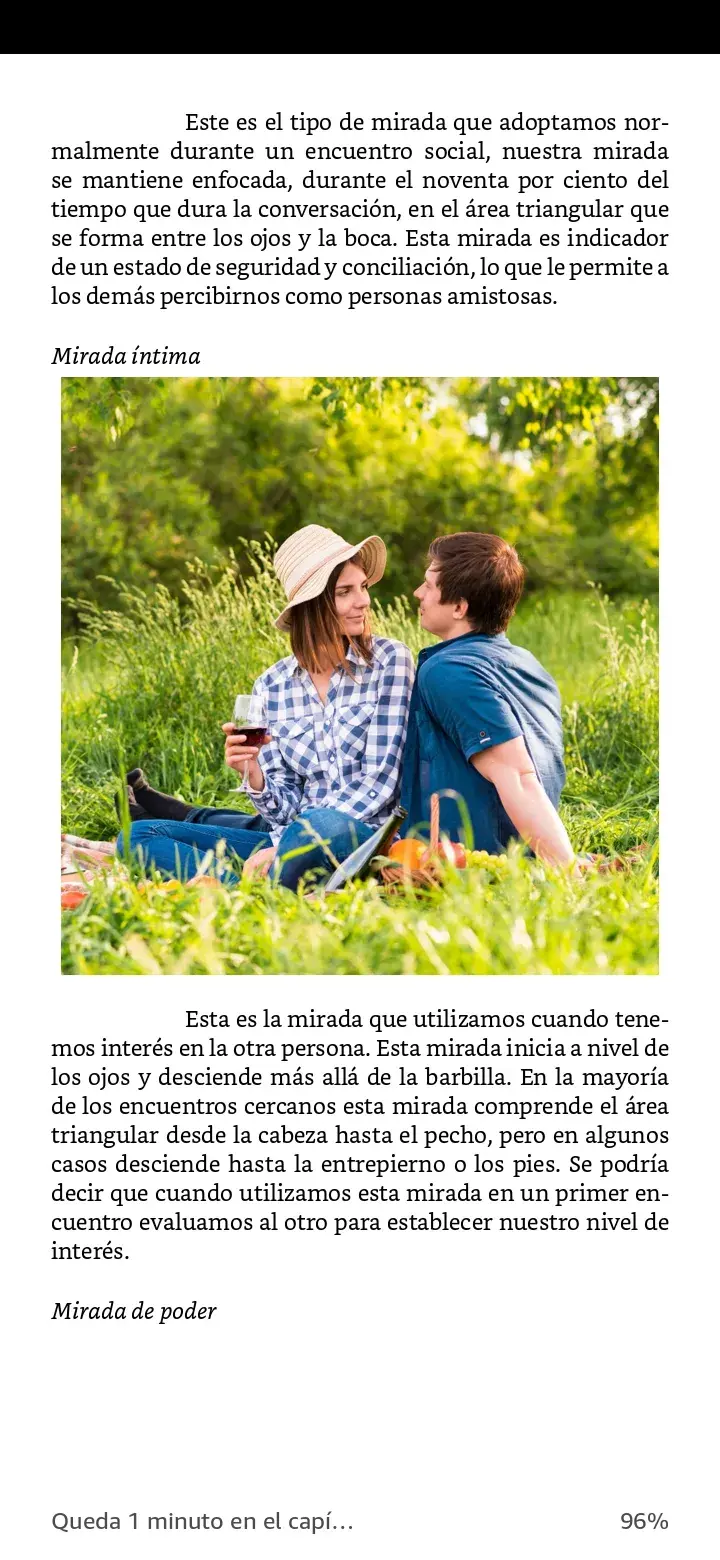 Este es el tipo de mirada que adoptamos nor-
malmente durante un encuentro social, nuestra mirada
se mantiene enfocada, durante el noventa por ciento del
tiempo que dura la conversación, en el área triangular que
se forma entre los ojos y la boca. Esta mirada es indicador
de un estado de seguridad y conciliación, lo que le permite a
los demás percibirnos como personas amistosas.
Mirada íntima
Esta es la mirada que utilizamos cuando tene-
mos interés en la otra persona. Esta mirada inicia a nivel de
los ojos y desciende más allá de la barbilla. En la mayoría
de los encuentros cercanos esta mirada comprende el área
triangular desde la cabeza hasta el pecho, pero en algunos
casos desciende hasta la entrepierno o los pies. Se podría
decir que cuando utilizamos esta mirada en un primer en-
cuentro evaluamos al otro para establecer nuestro nivel de
interés.
Mirada de poder
Queda 1 minuto en el capí... 96%